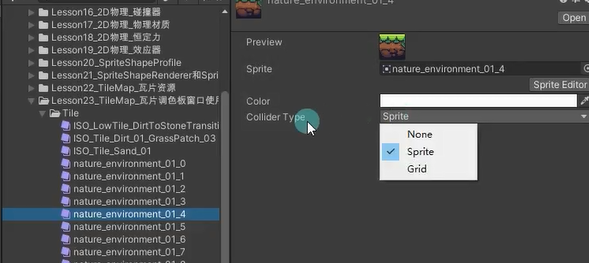 Lesson16_2D物理_碰撞器
Lesson17_2D物理_物理材质
Lesson18_2D物理_恒定力
Lesson19_2D物理_效应器
Lesson20_SpriteShapeProfile
Lesson21_SpriteShapeRenderer和Spri
Lesson22_TileMap_瓦片资源
Lesson23_TileMap_瓦片调色板窗口使用
Tile
ISO_LowTile_DirtToStoneTransiti
ISO_Tile_Dirt_01_GrassPatch_03
ISO_Tile_Sand_01
nature_environment_01_0
nature_environment_01_1
nature_environment_01_2
nature_environment_01_3
nature_environment_01_4
nature_environment_01_5
nature_environment_01_6
nature_environment_01_7
nature_environment_01_4
Open
Preview
Sprite
nature_environment_01_4
Sprite Editor
Color
Collider Type
Sprite
None
Sprite
Grid